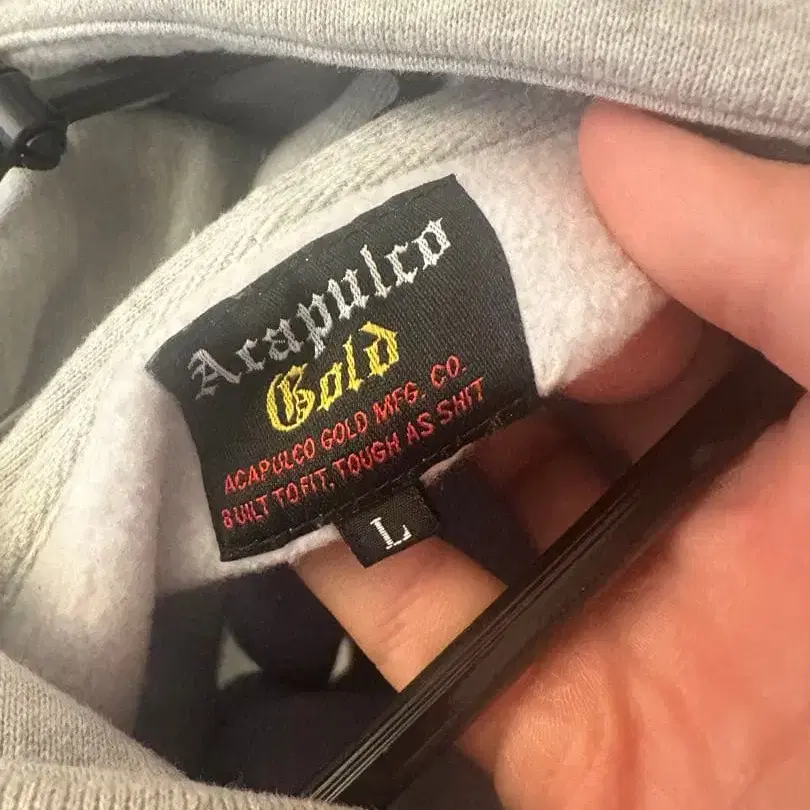 Acapulco
Gold
ACAPULCO GOLD MFG. CO.
BUILT TO FIT, TOUGH AS SHIT
L